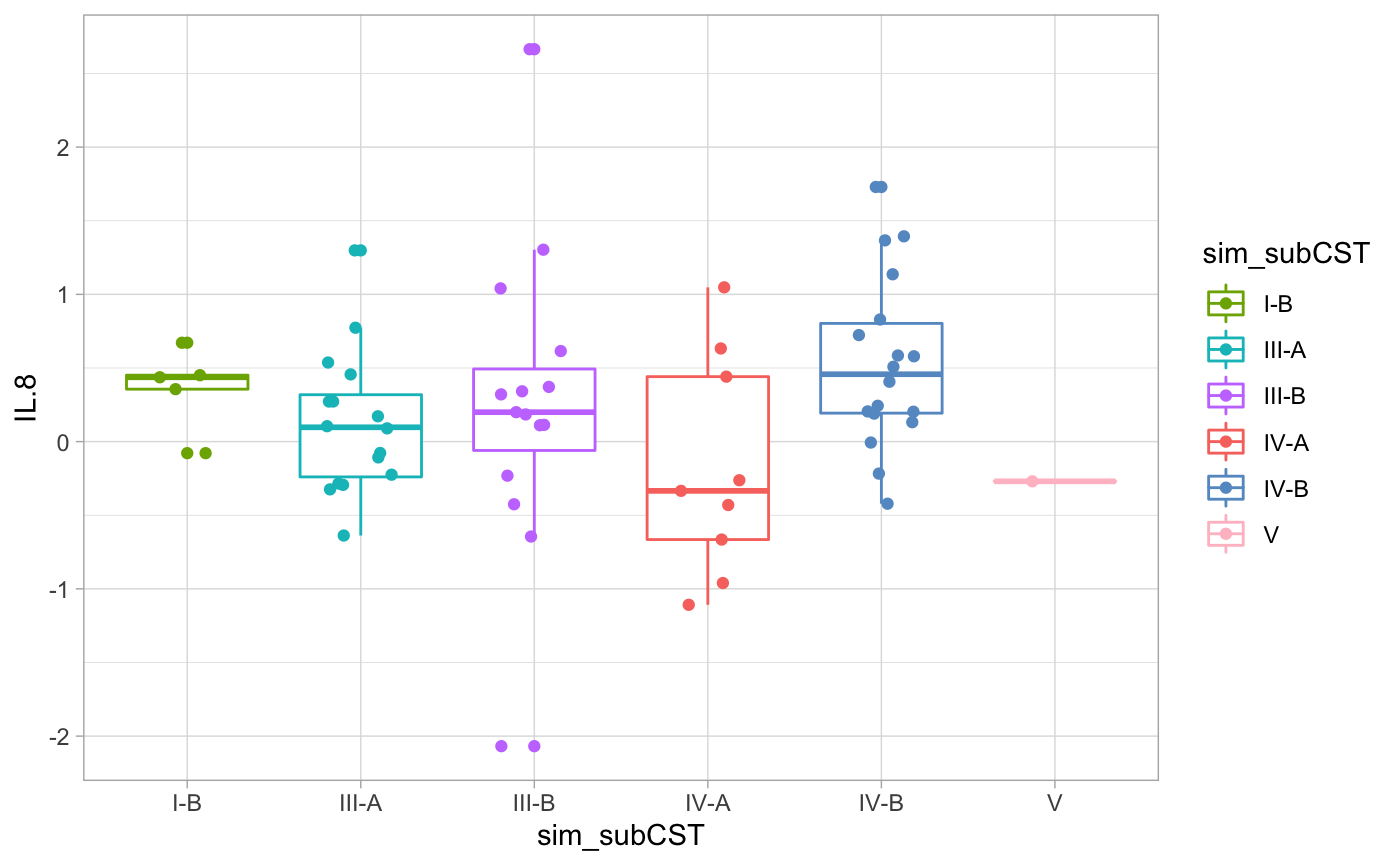 IL.8
2
1
0
-1
-2
I-B III-A III-B IV-A IV-B V
sim_subCST
sim_subCST
I-B
III-A
III-B
IV-A
IV-B
V